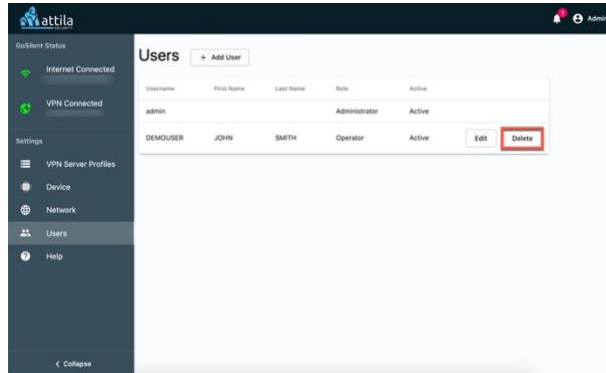 attila
SECURITY
Admin
GoSilent Status
Internet Connected
VPN Connected
Settings
VPN Server Profiles
Device
Network
Users
Help
Collapse
Users
+ Add User
Username First Name Last Name Role Active
admin Administrator Active
DEMOUSER JOHN SMITH Operator Active Edit Delete